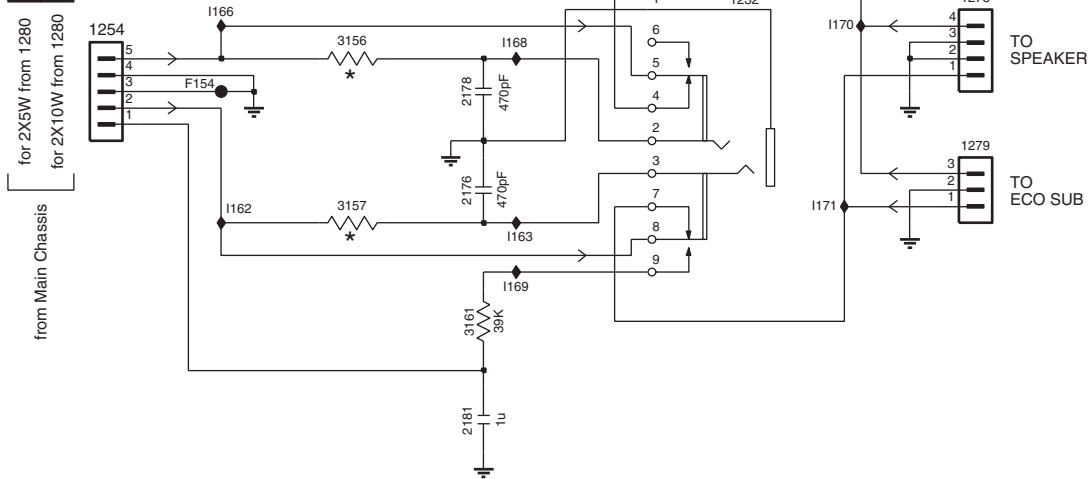 for 2X5W from 1280
for 2X10W from 1280
from Main Chassis
1254
5
4
3
2
1
F154
I166
3156
*
I168
2178
470pF
2176
470pF
I162
3157
*
I163
I169
3161
39K
2181
1u
6
5
4
2
3
7
8
9
I170
4
3
2
1
TO
SPEAKER
1279
3
2
1
TO
ECO SUB
I171